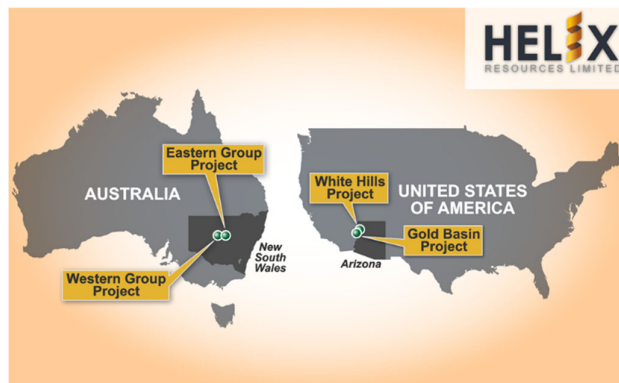 HELIX
RESOURCES LIMITED
Eastern Group
Project
AUSTRALIA
White Hills
Project
UNITED STATES
OF AMERICA
Gold Basin
Project
New
South
Wales
Arizona
Western Group
Project